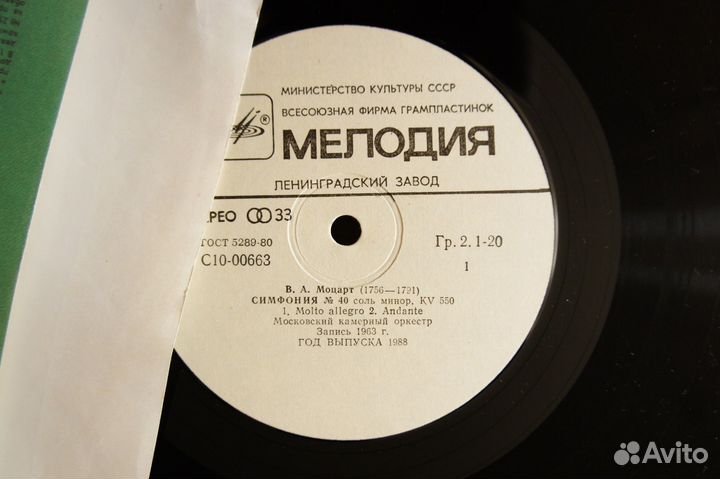 МИНИСТЕРСТВО КУЛЬТУРЫ СССР
ВСЕСОЮЗНАЯ ФИРМА ГРАМПЛАСТИНОК
®
МЕЛОДИЯ
ЛЕНИНГРАДСКИЙ ЗАВОД
РЕО 33
ГОСТ 5289-80
Гр. 2. 1-20
С10-00663
1
В. А. Моцарт (1756—1791)
СИМФОНИЯ № 40 соль минор, KV 550
1. Molto allegro 2. Andante
Московский камерный оркестр
Запись 1963 г.
ГОД ВЫПУСКА 1988
Avito